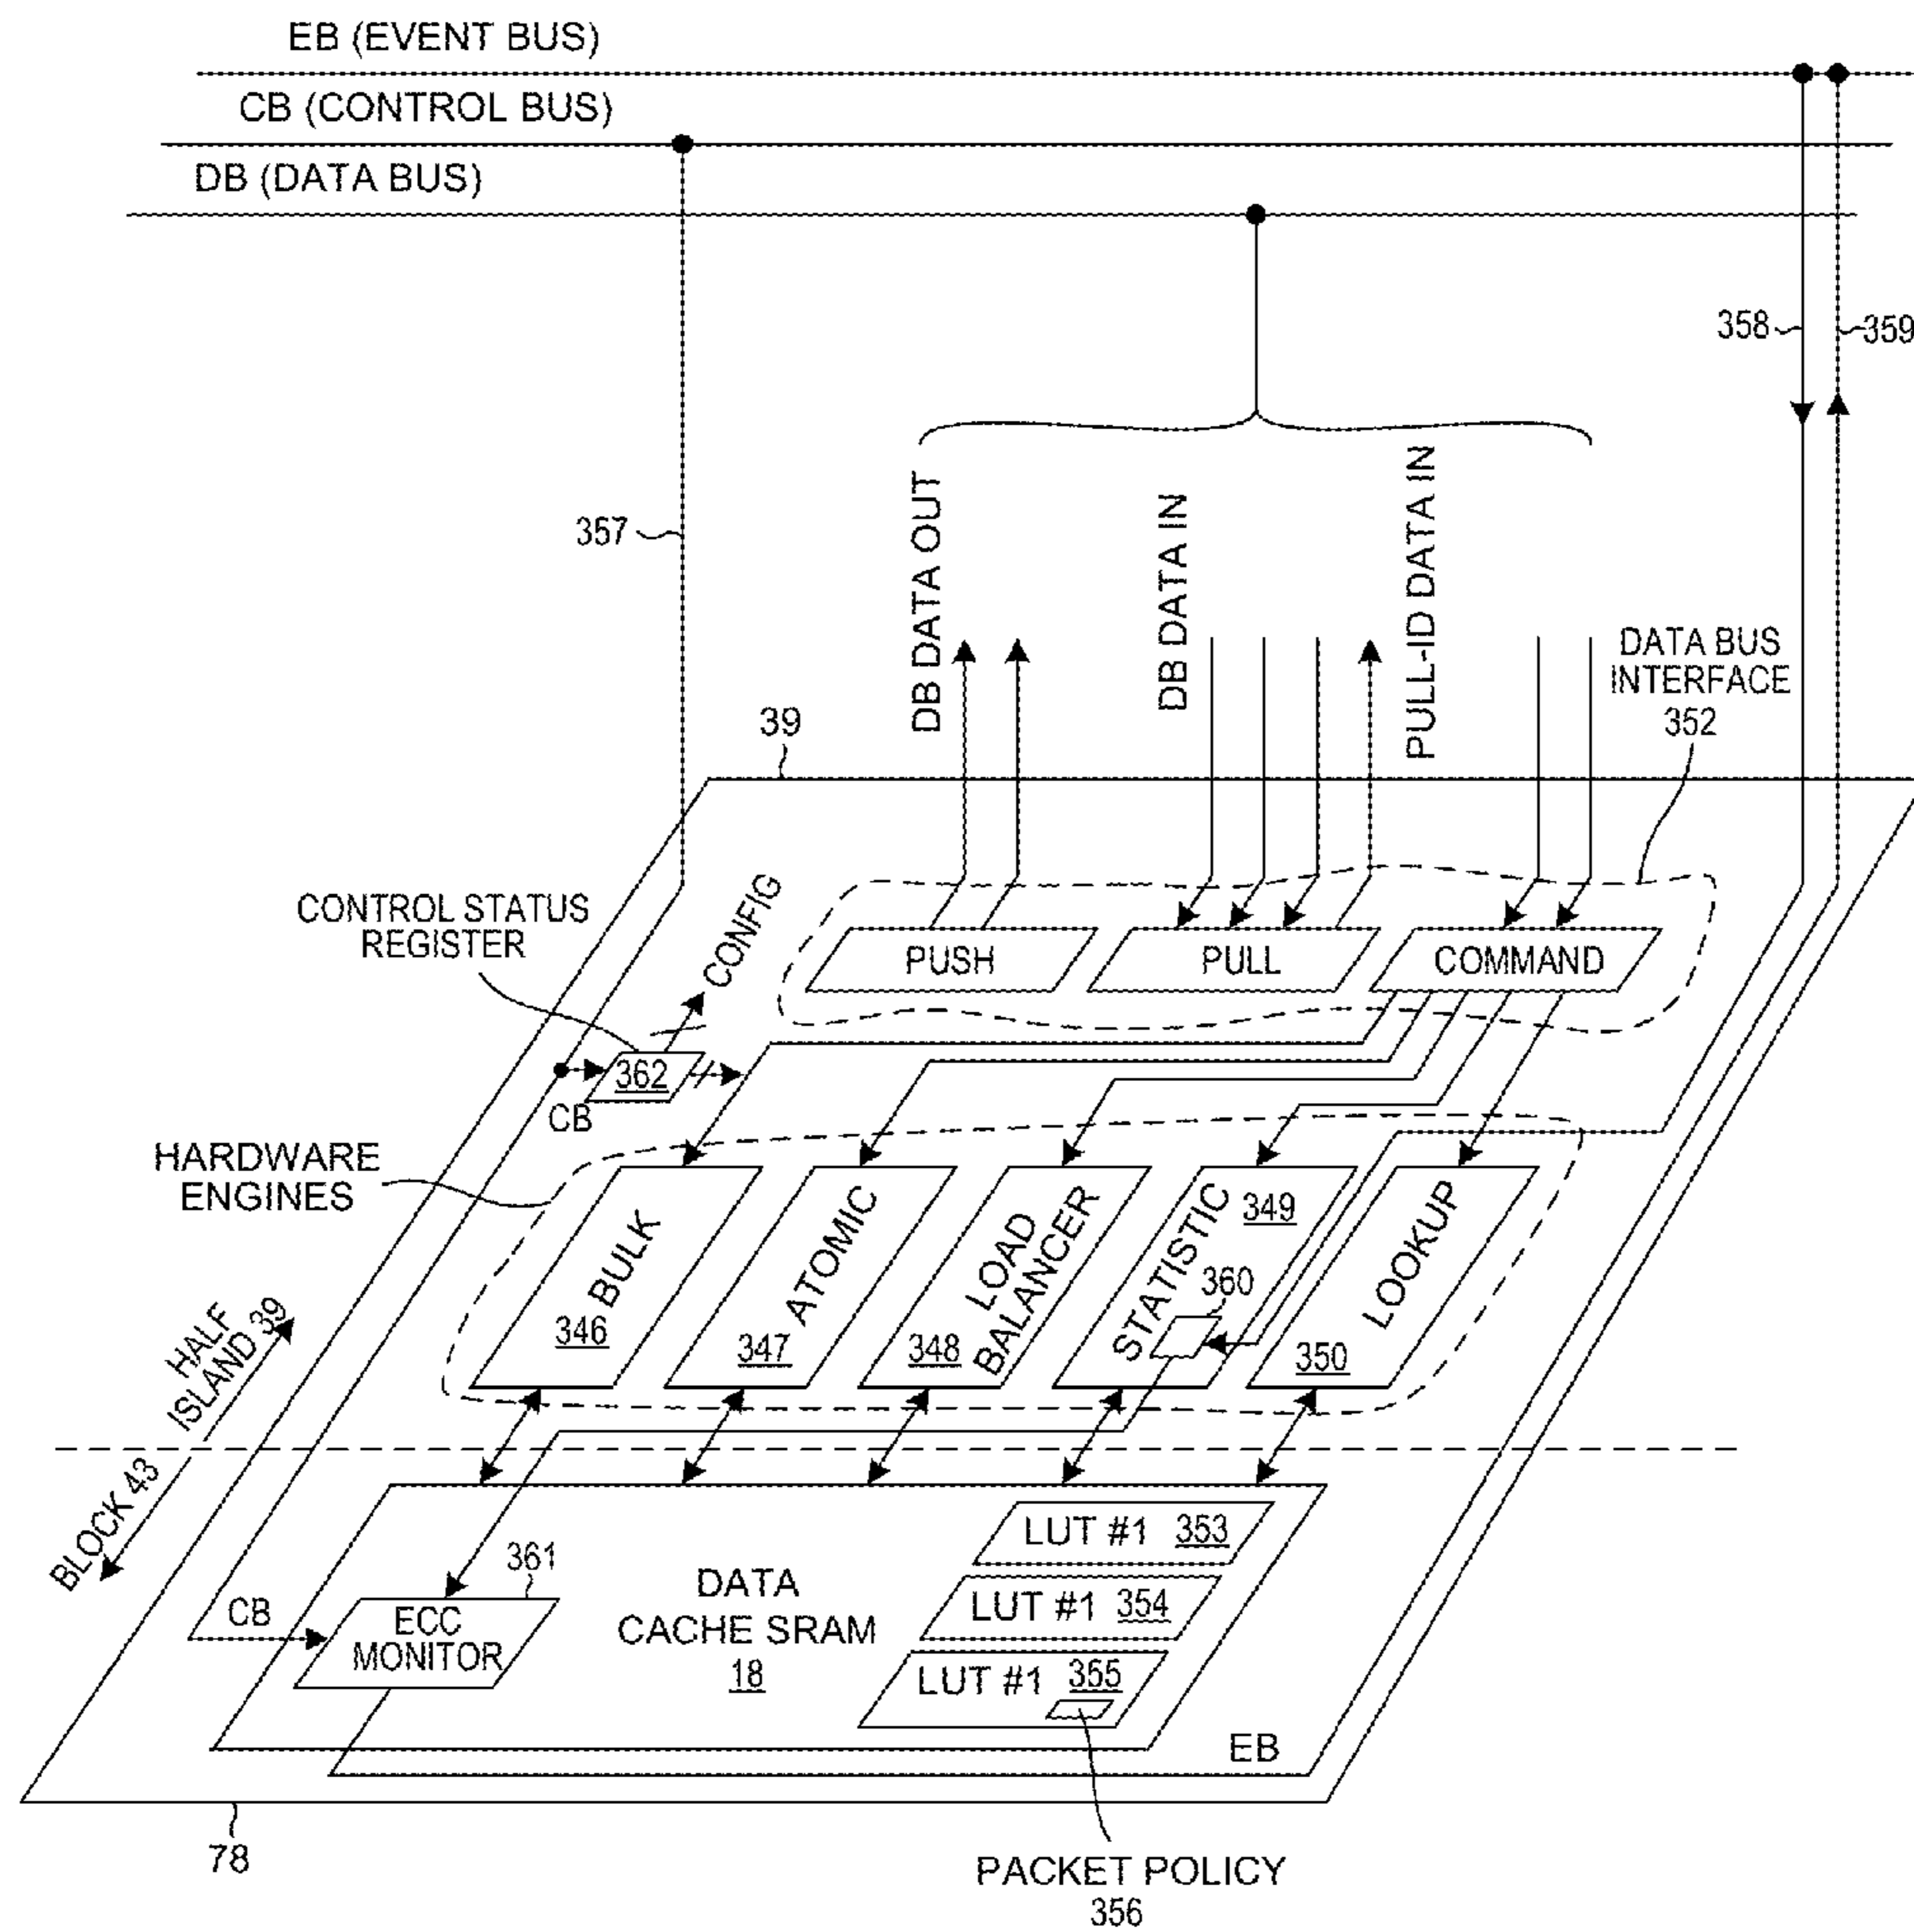 EB (EVENT BUS)
CB (CONTROL BUS)
DB (DATA BUS)
358
359
357
DB DATA OUT
DB DATA IN
PULL-ID DATA IN
DATA BUS
INTERFACE
352
39
CONTROL STATUS
REGISTER
CONFIG
PUSH
PULL
COMMAND
362
CB
HARDWARE
ENGINES
BULK
346
ATOMIC
347
LOAD
BALANCER
348
STATISTIC
349
360
LOOKUP
350
HALF
ISLAND 39
BLOCK 43
361
CB
ECC
MONITOR
DATA
CACHE SRAM
18
LUT #1 353
LUT #1 354
LUT #1 355
EB
78
PACKET POLICY
356